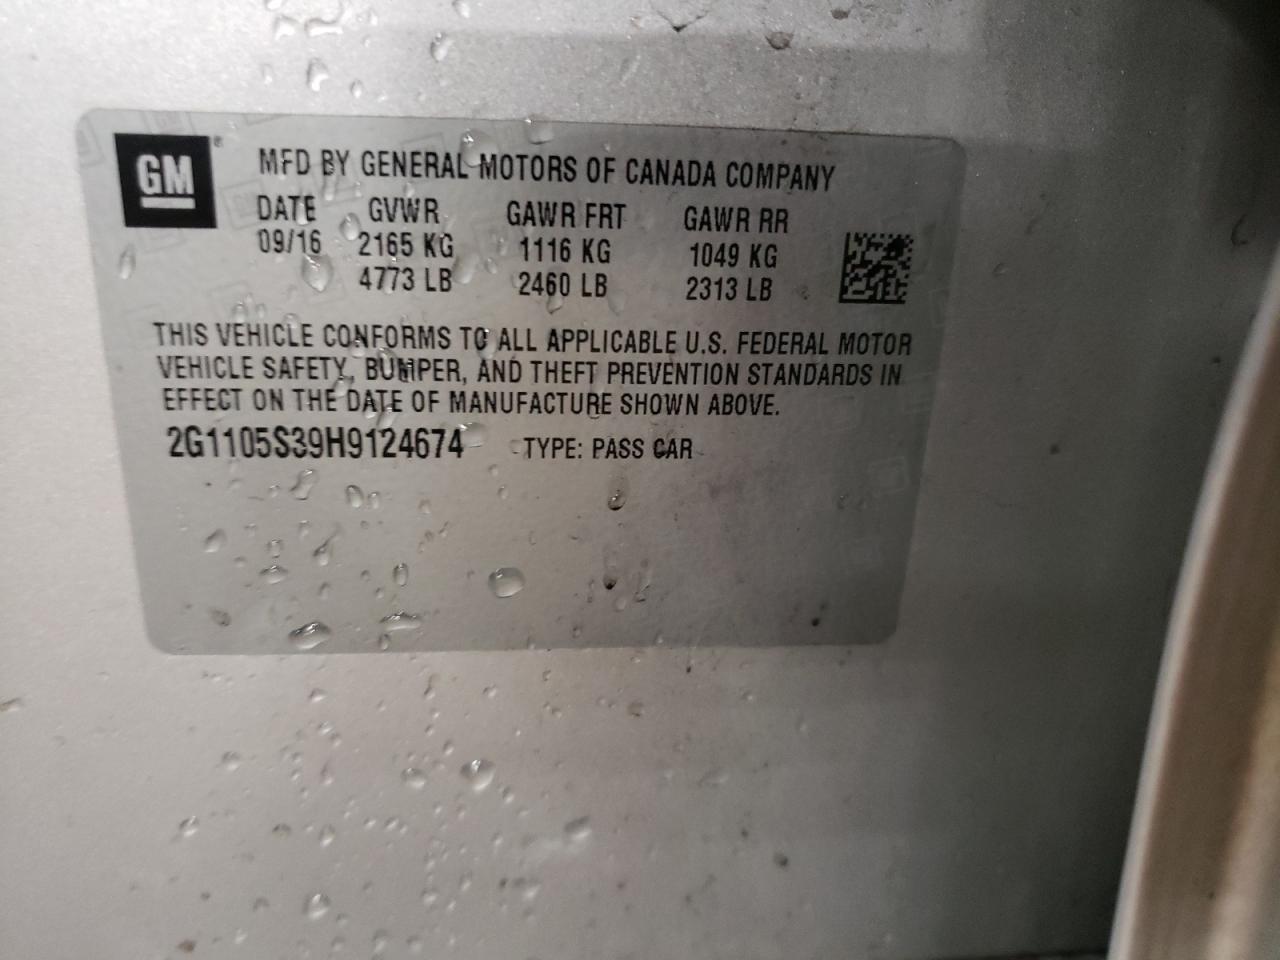 GM
MFD BY GENERAL MOTORS OF CANADA COMPANY
DATE GVWR GAWR FRT GAWR RR
09/16 2165 KG 1116 KG 1049 KG
4773 LB 2460 LB 2313 LB
THIS VEHICLE CONFORMS TO ALL APPLICABLE U.S. FEDERAL MOTOR
VEHICLE SAFETY, BUMPER, AND THEFT PREVENTION STANDARDS IN
EFFECT ON THE DATE OF MANUFACTURE SHOWN ABOVE.
2G1105S39H9124674 TYPE: PASS CAR